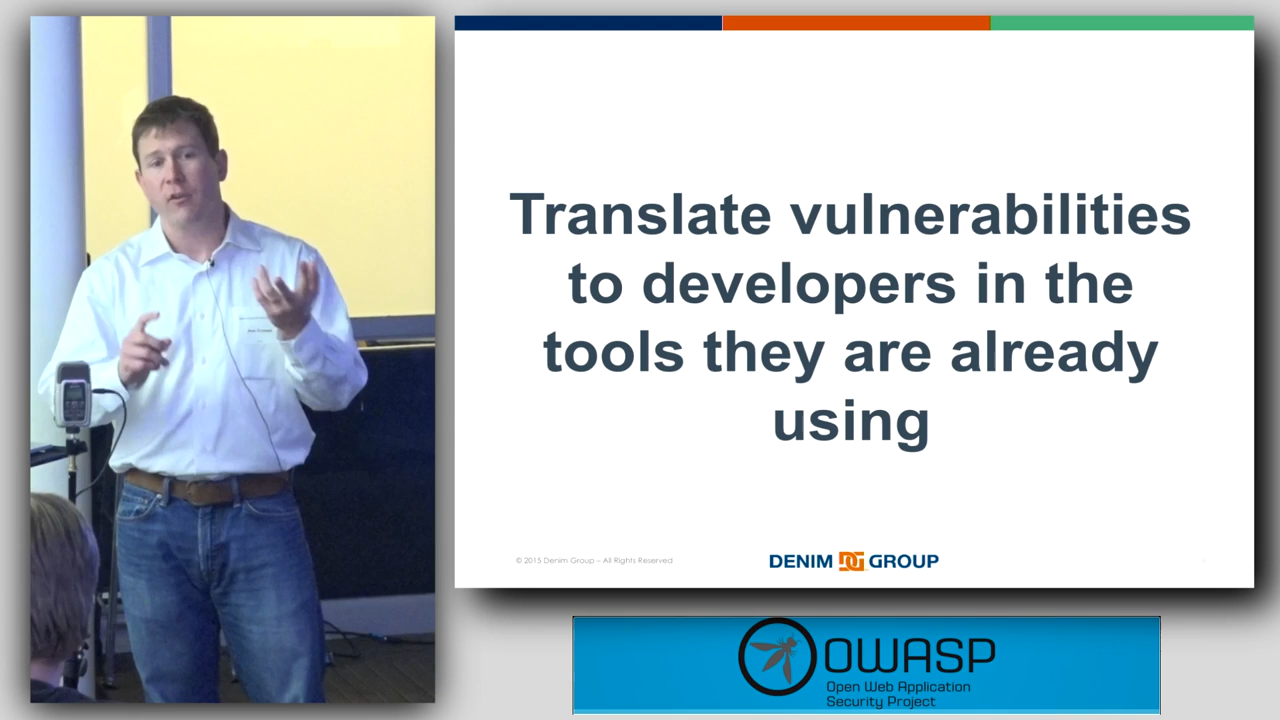 Translate vulnerabilities
to developers in the
tools they are already
using
© 2015 Denim Group – All Rights Reserved
DENIM DG GROUP
OWASP
Open Web Application
Security Project